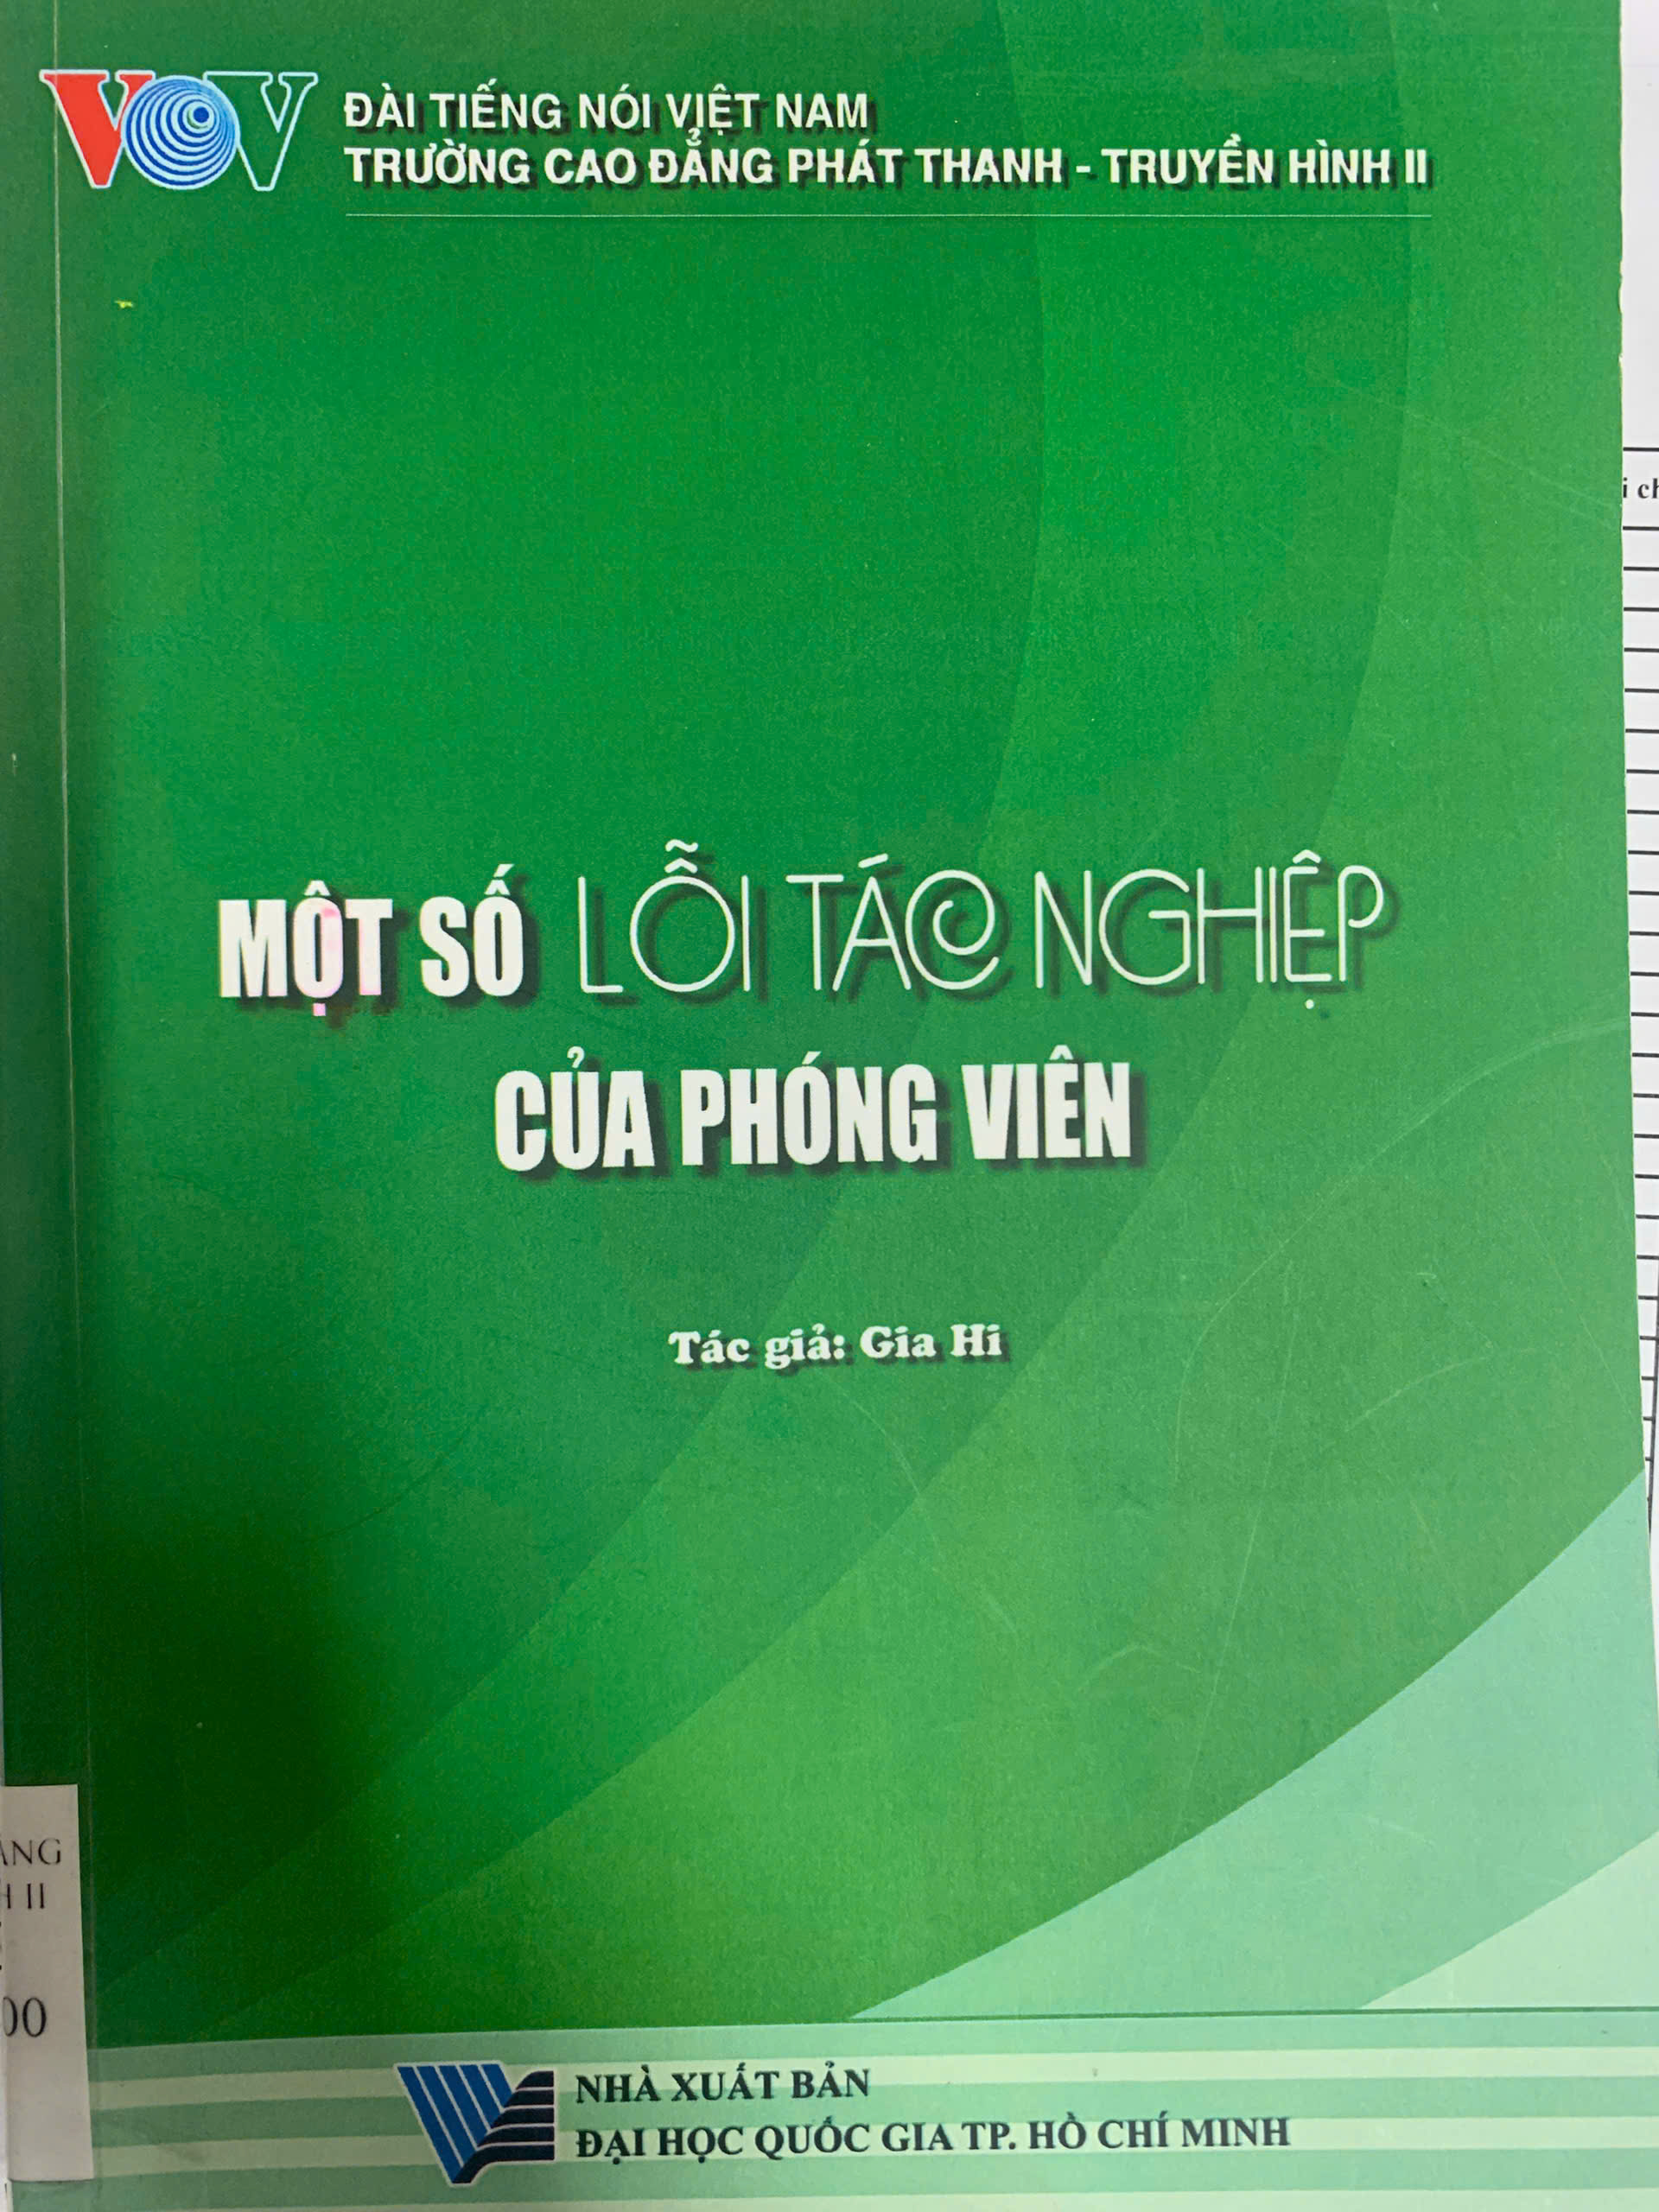 VOV
ĐÀI TIẾNG NÓI VIỆT NAM
TRƯỜNG CAO ĐẲNG PHÁT THANH - TRUYỀN HÌNH II
MỘT SỐ LỖI TÁC NGHIỆP
CỦA PHÓNG VIÊN
Tác giả: Gia Hi
NHÀ XUẤT BẢN
ĐẠI HỌC QUỐC GIA TP. HỒ CHÍ MINH
II